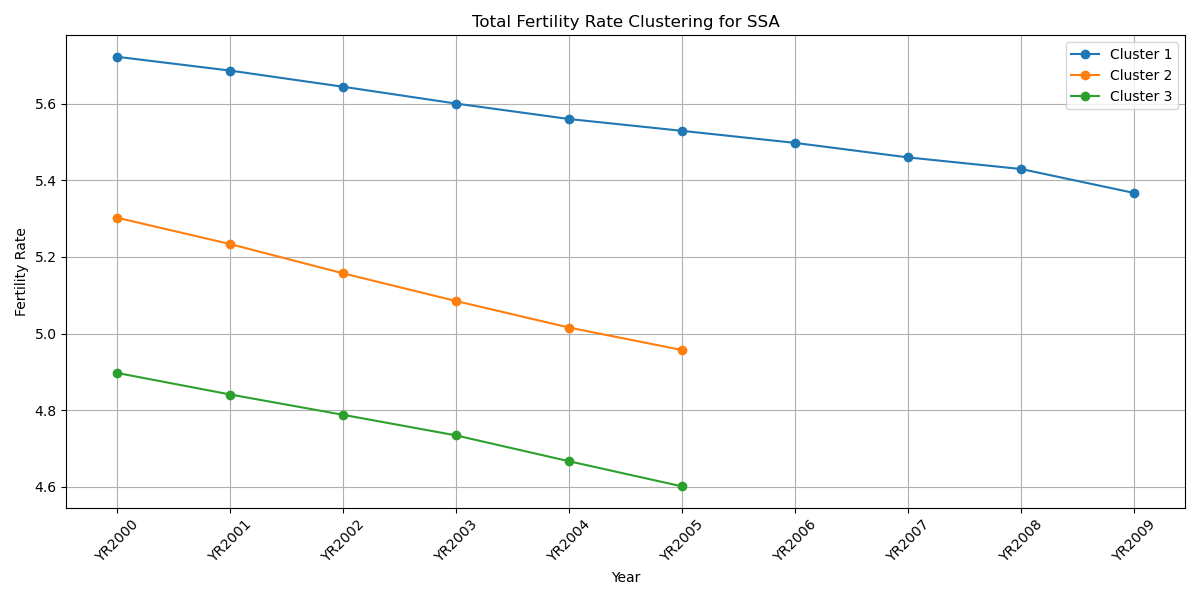 Total Fertility Rate Clustering for SSA
Cluster 1
Cluster 2
Cluster 3
Fertility Rate
5.6
5.4
5.2
5.0
4.8
4.6
YR2000
YR2001
YR2002
YR2003
YR2004
YR2005
YR2006
YR2007
YR2008
YR2009
Year